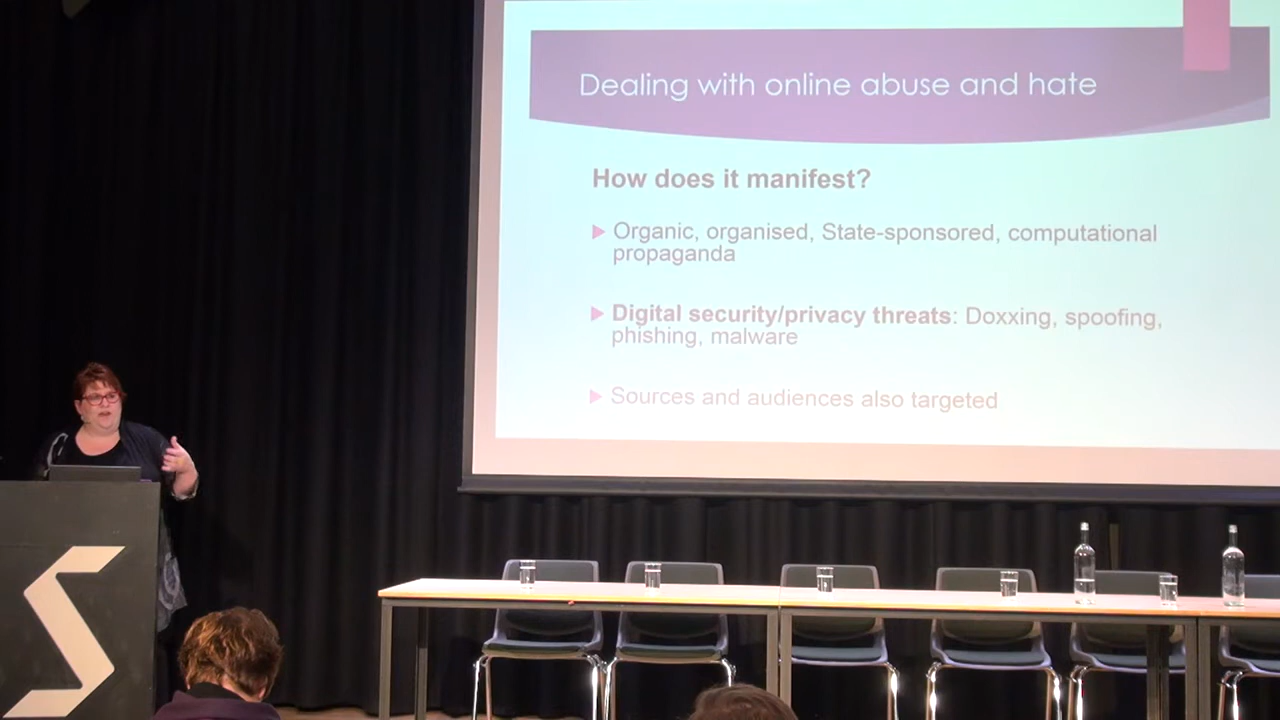 Dealing with online abuse and hate
How does it manifest?
Organic, organised, State-sponsored, computational
propaganda
Digital security/privacy threats: Doxxing, spoofing,
phishing, malware
Sources and audiences also targeted
S